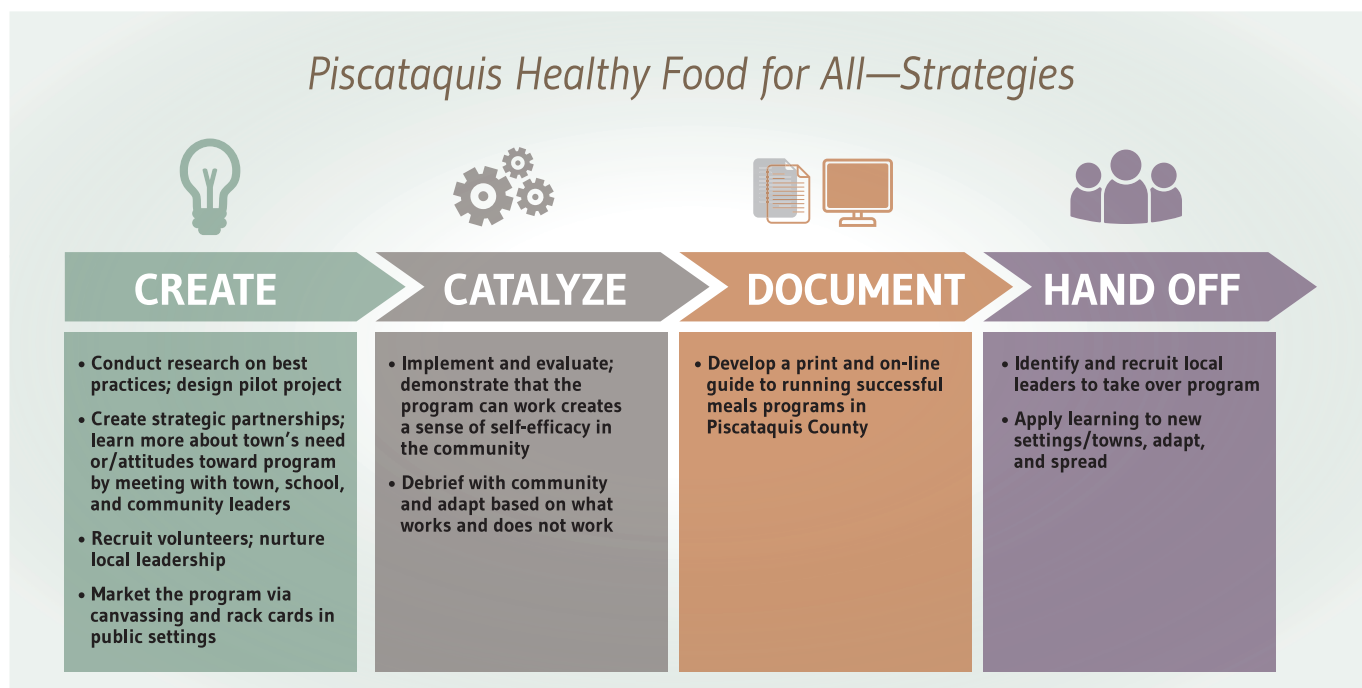 Piscataquis Healthy Food for All—Strategies
CREATE
CATALYZE
DOCUMENT
HAND OFF
• Conduct research on best
practices; design pilot project
• Create strategic partnerships;
learn more about town’s need
or/attitudes toward program
by meeting with town, school,
and community leaders
• Recruit volunteers; nurture
local leadership
• Market the program via
canvassing and rack cards in
public settings
• Implement and evaluate;
demonstrate that the
program can work creates
a sense of self-efficacy in
the community
• Debrief with community
and adapt based on what
works and does not work
• Develop a print and on-line
guide to running successful
meals programs in
Piscataquis County
• Identify and recruit local
leaders to take over program
• Apply learning to new
settings/towns, adapt,
and spread